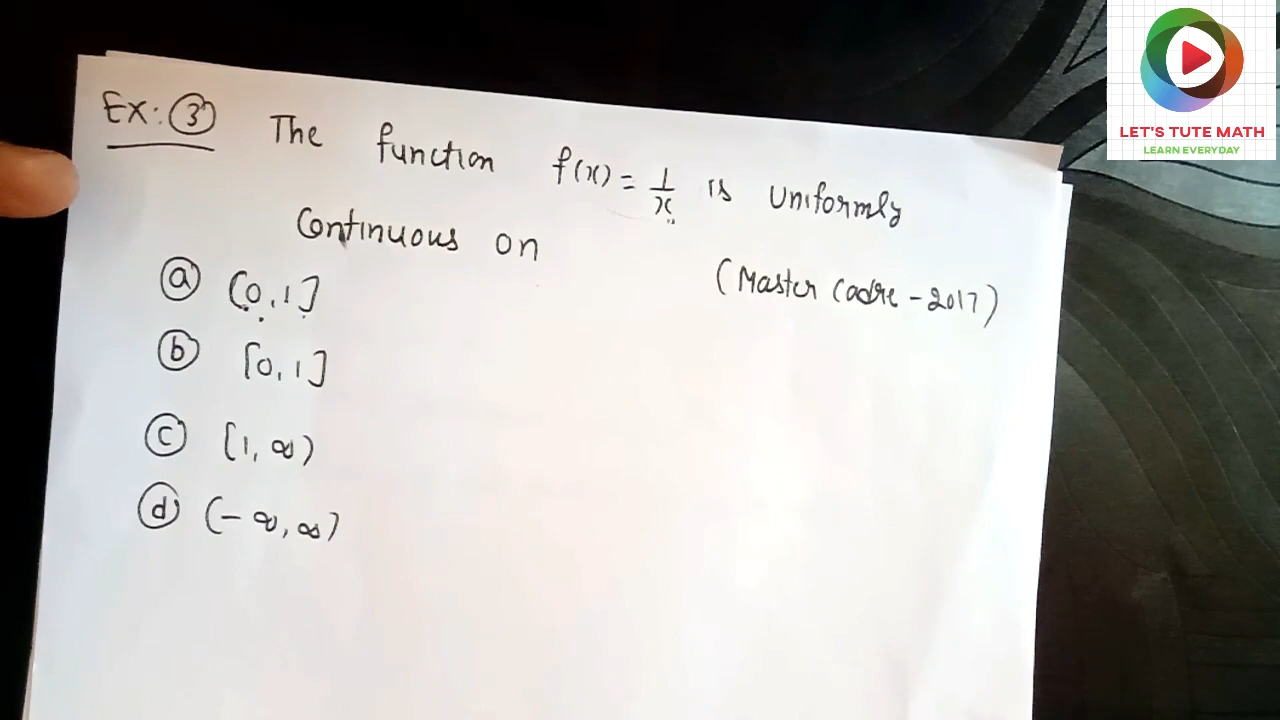 Ex: ③ The function f(x) = 1/x is uniformly
Continuous on
(Master Cadre - 2017)
ⓐ (0, 1]
ⓑ [0, 1]
ⓒ [1, ∞)
ⓓ (-∞, ∞)
LET'S TUTE MATH
LEARN EVERYDAY